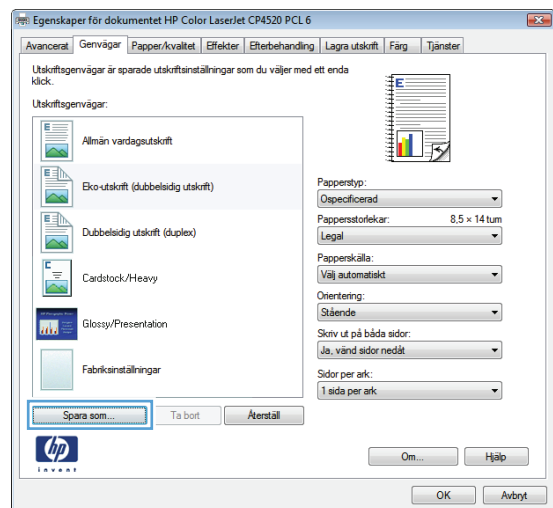 Egenskaper för dokumentet HP Color LaserJet CP4520 PCL 6
Avancerat Genvägar Papper/kvalitet Effekter Efterbehandling Lagra utskrift Färg Tjänster
Utskriftsgenvägar är sparade utskriftsinställningar som du väljer med ett enda
klick.
Utskriftsgenvägar:
Allmän vardagsutskrift
Eko-utskrift (dubbelsidig utskrift)
Dubbelsidig utskrift (duplex)
Cardstock/Heavy
Glossy/Presentation
Fabriksinställningar
Spara som... Ta bort Återställ
Papperstyp:
Ospecificerad
Pappersstorlekar: 8,5 × 14 tum
Legal
Papperskälla:
Välj automatiskt
Orientering:
Stående
Skriv ut på båda sidor:
Ja, vänd sidor nedåt
Sidor per ark:
1 sida per ark
hp
invent
Om... Hjälp
OK Avbryt